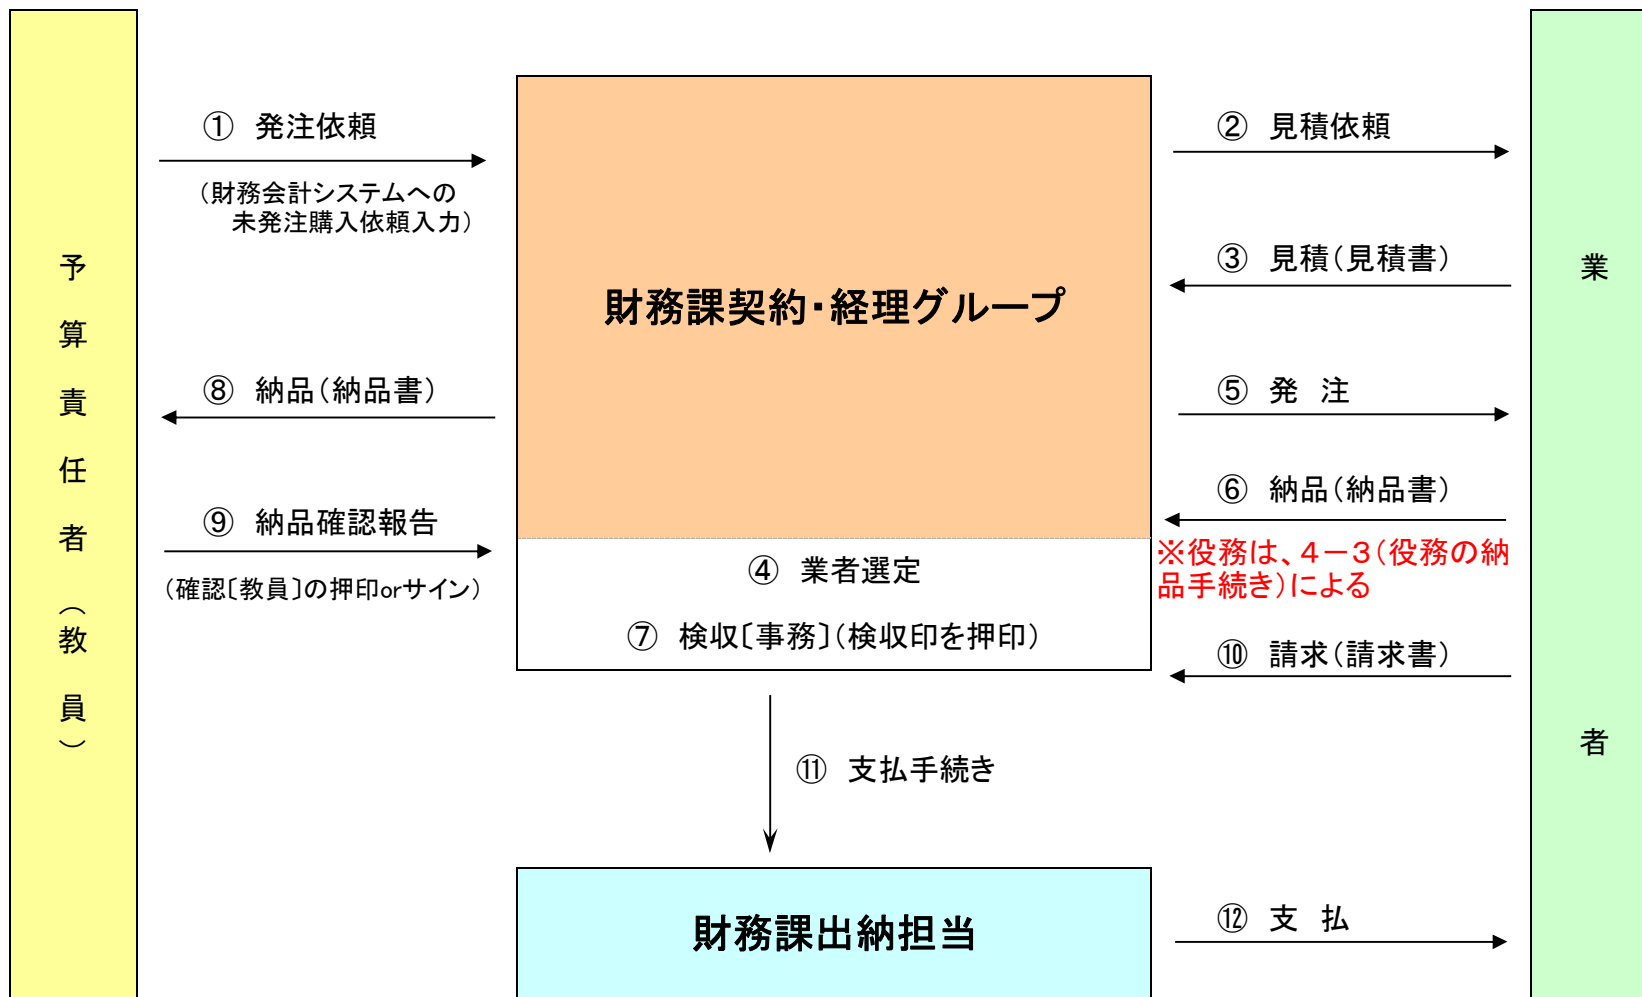 予算責任者(教員)
① 発注依頼
(財務会計システムへの
未発注購入依頼入力)
⑧ 納品(納品書)
⑨ 納品確認報告
(確認〔教員〕の押印orサイン)
財務課契約・経理グループ
④ 業者選定
⑦ 検収〔事務〕(検収印を押印)
⑪ 支払手続き
財務課出納担当
② 見積依頼
③ 見積(見積書)
⑤ 発 注
⑥ 納品(納品書)
※役務は、4-3(役務の納
品手続き)による
⑩ 請求(請求書)
⑫ 支 払
業者